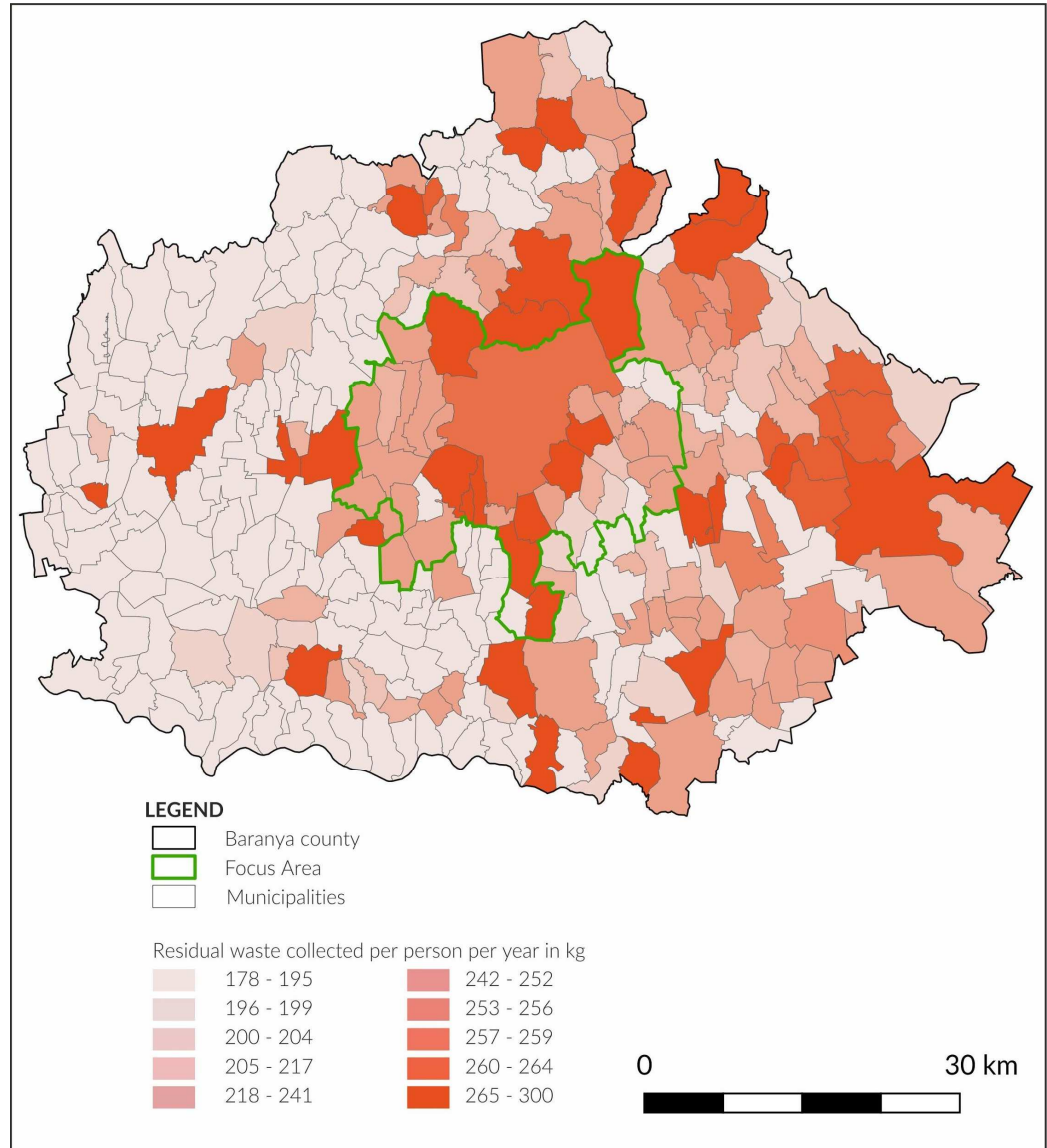 LEGEND
Baranya county
Focus Area
Municipalities
Residual waste collected per person per year in kg
178 - 195
196 - 199
200 - 204
205 - 217
218 - 241
242 - 252
253 - 256
257 - 259
260 - 264
265 - 300
0 30 km